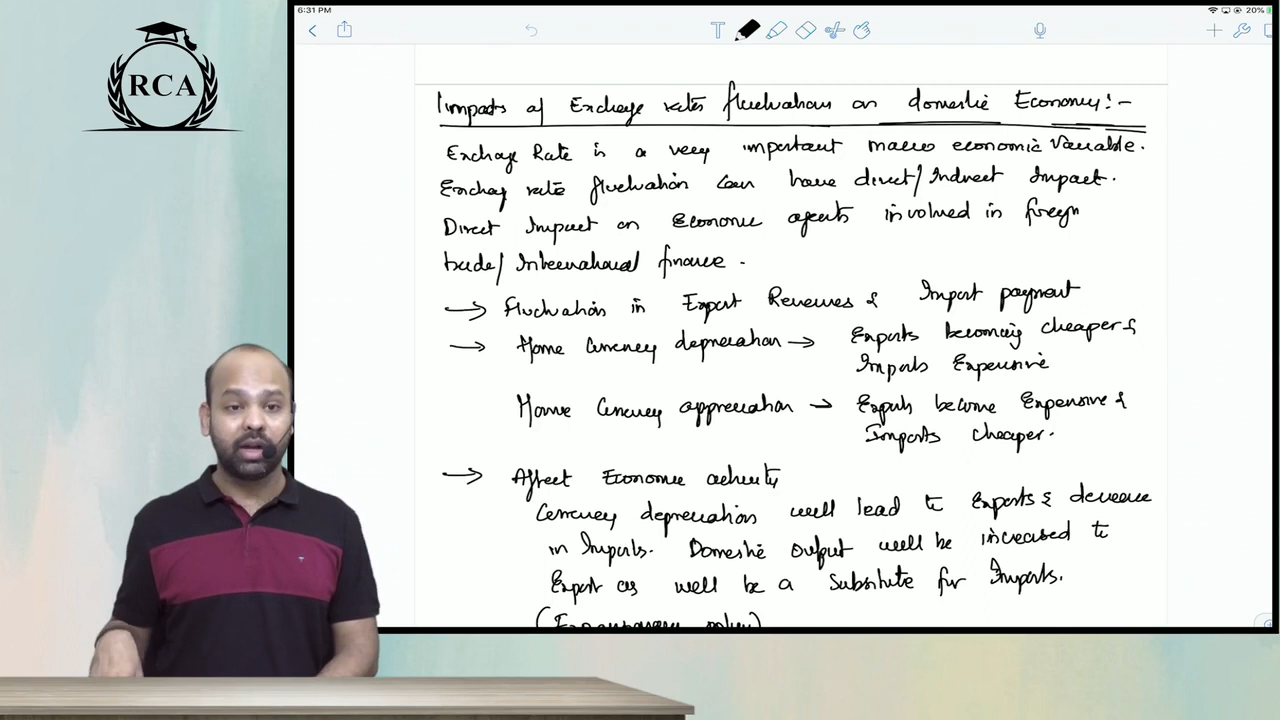 6:31 PM
20%
RCA
T
Impacts of Exchange rates fluctuations on domestic Economy:-
Exchange Rate is a very important macro economic Variable.
Exchange rate fluctuation can have direct/Indirect Impact.
Direct Impact on Economic agents involved in foreign
trade/International finance.
→ Fluctuation in Export Revenues & Import payment
→ Home Currency depreciation → Exports becoming cheaper &
Imports Expensive
Home Currency appreciation → Exports become Expensive &
Imports cheaper.
→ Affect Economic activity
Currency depreciation will lead to Exports & decrease
in Imports. Domestic output will be increased to
Export as well be a Substitute for Imports.
(Expansionary policy)